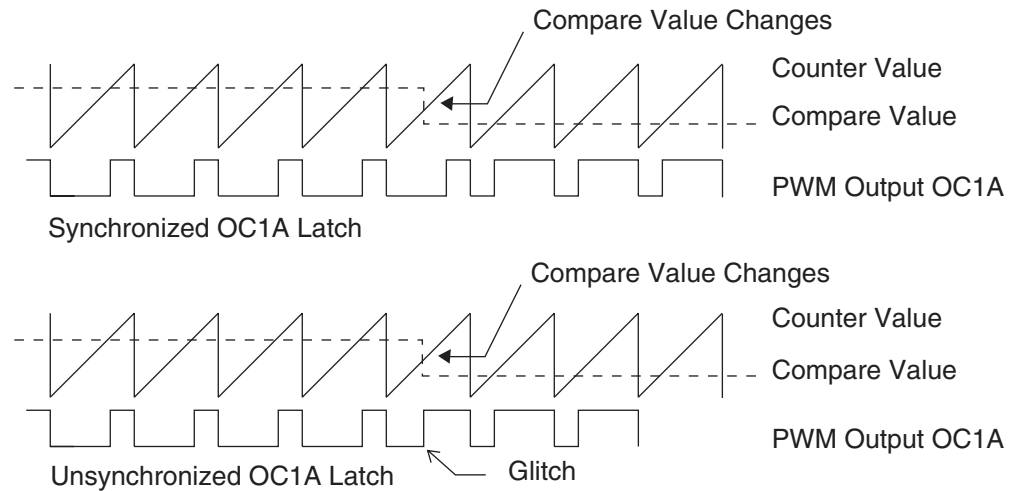 Compare Value Changes
Counter Value
Compare Value
PWM Output OC1A
Synchronized OC1A Latch
Compare Value Changes
Counter Value
Compare Value
PWM Output OC1A
Unsynchronized OC1A Latch
Glitch